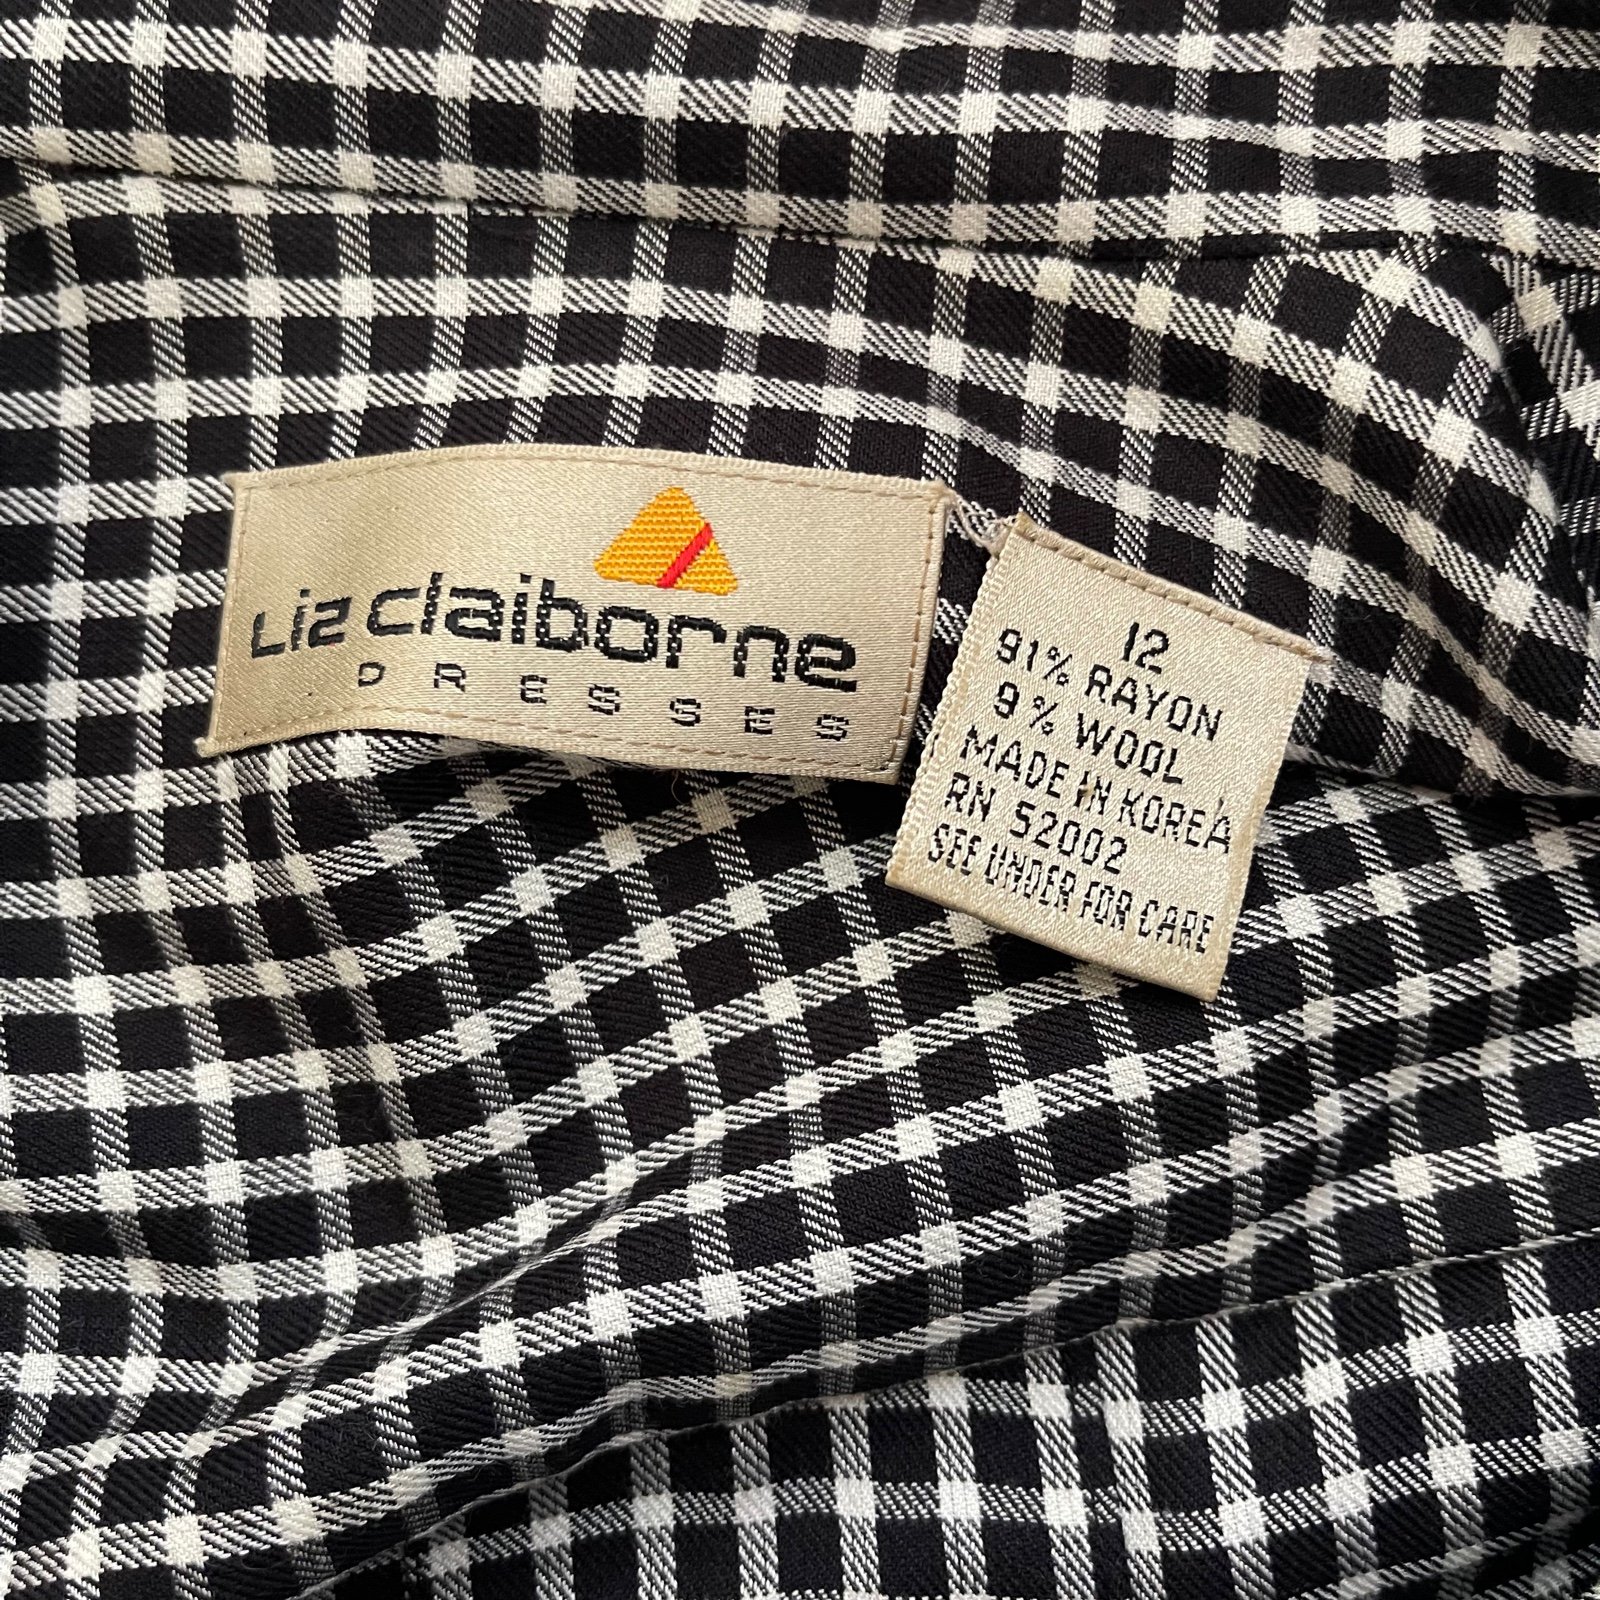 Liz claiborne
DRESSES
12
91% RAYON
9% WOOL
MADE IN KOREA
RN 52002
SEE UNDER FOR CARE